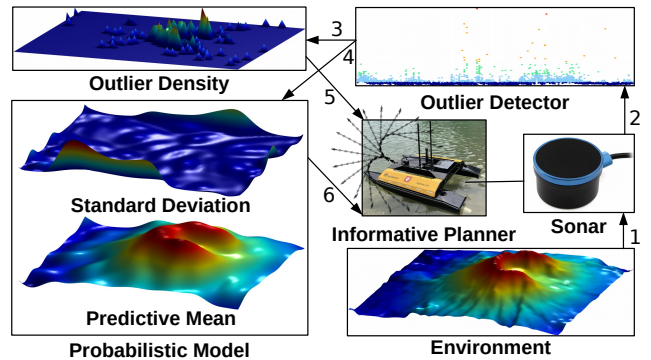 3
4
Outlier Density
5
Outlier Detector
2
Standard Deviation
6
Sonar
Informative Planner
1
Predictive Mean
Probabilistic Model
Environment